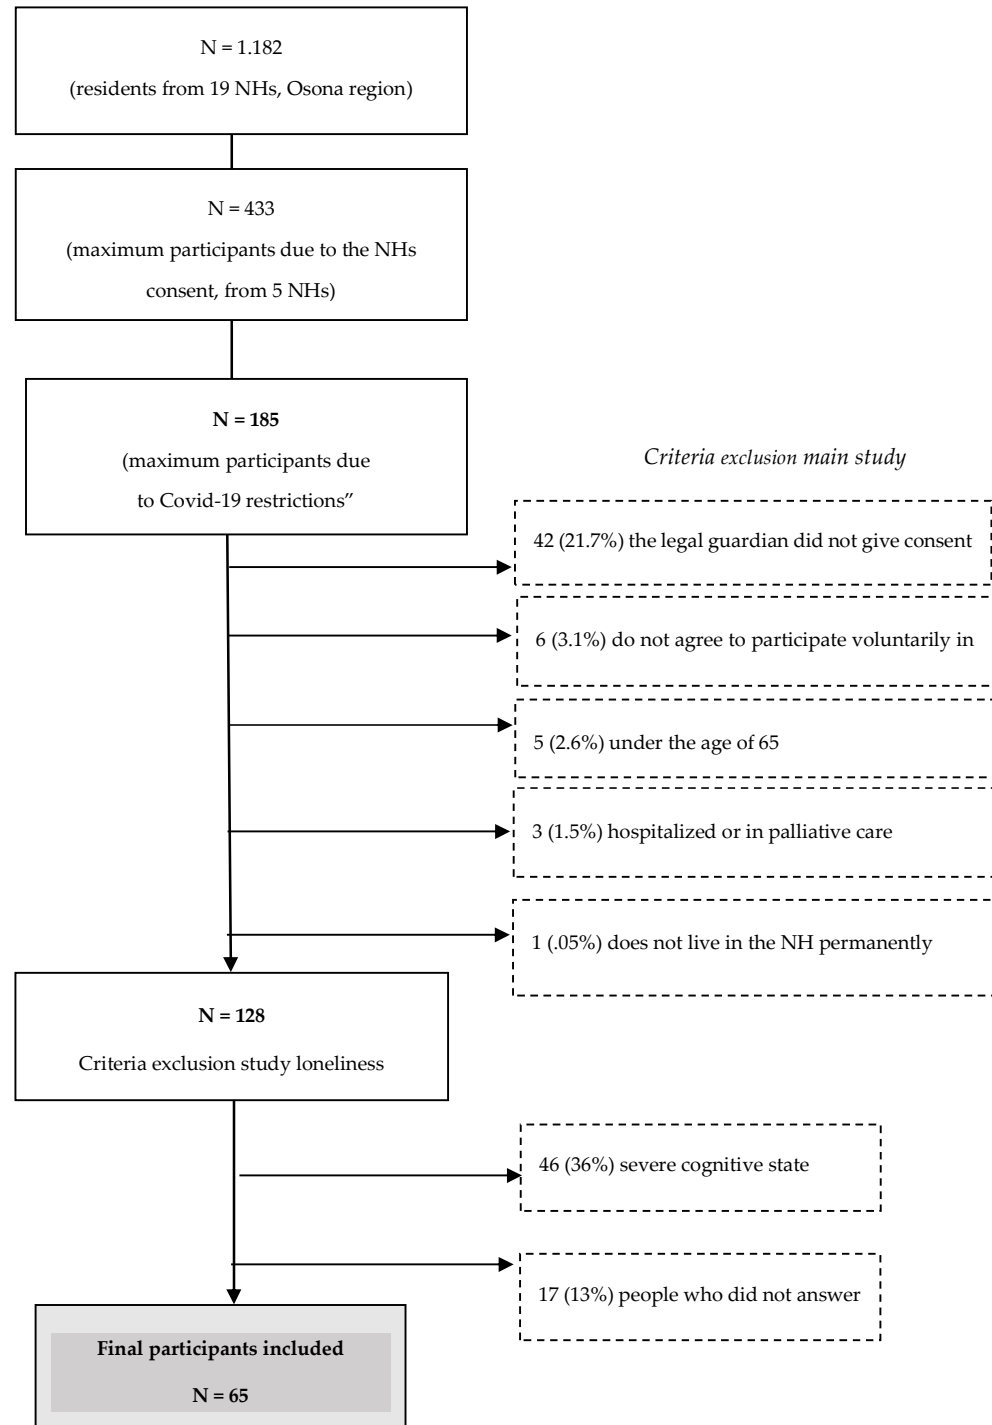 N = 1.182
(residents from 19 NHs, Osona region)
N = 433
(maximum participants due to the NHs
consent, from 5 NHs)
N = 185
(maximum participants due
to Covid-19 restrictions”
Criteria exclusion main study
42 (21.7%) the legal guardian did not give consent
6 (3.1%) do not agree to participate voluntarily in
5 (2.6%) under the age of 65
3 (1.5%) hospitalized or in palliative care
1 (.05%) does not live in the NH permanently
N = 128
Criteria exclusion study loneliness
46 (36%) severe cognitive state
17 (13%) people who did not answer
Final participants included
N = 65